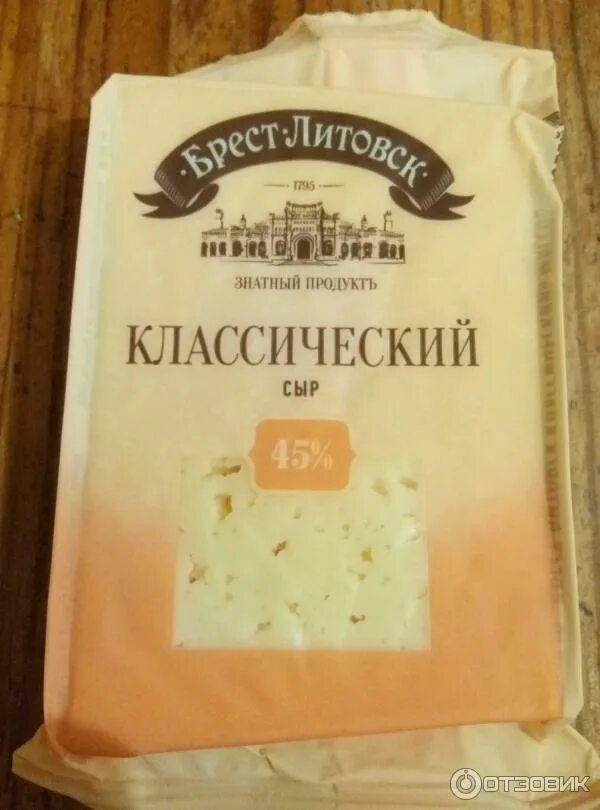 ·БРЕСТ·ЛИТОВСК·
1795
ЗНАТНЫЙ ПРОДУКТЪ
КЛАССИЧЕСКИЙ
СЫР
45%
ОТЗОВИК